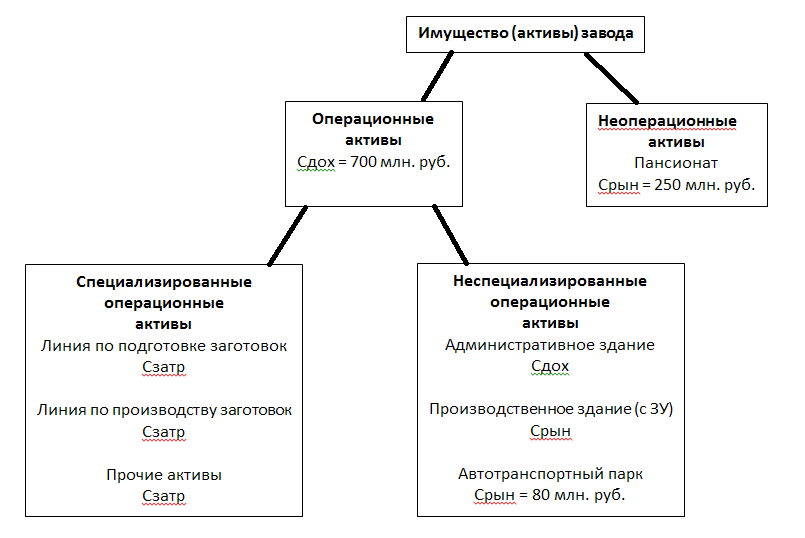 Имущество (активы) завода
Операционные
активы
Сдох = 700 млн. руб.
Неоперационные
активы
Пансионат
Срын = 250 млн. руб.
Специализированные
операционные
активы
Линия по подготовке заготовок
Сзатр
Линия по производству заготовок
Сзатр
Прочие активы
Сзатр
Неспециализированные
операционные
активы
Административное здание
Сдох
Производственное здание (с ЗУ)
Срын
Автотранспортный парк
Срын = 80 млн. руб.